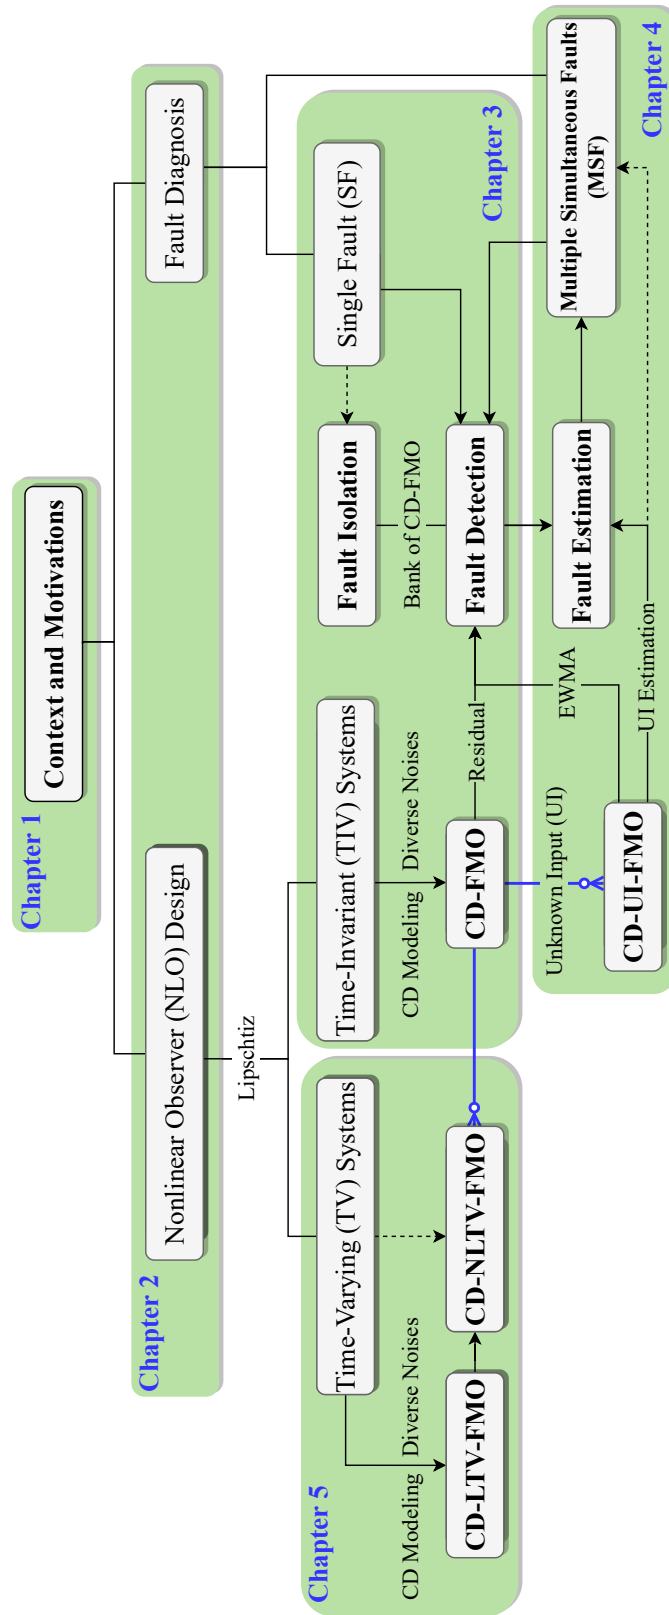 Chapter 1
Context and Motivations
Chapter 2
Nonlinear Observer (NLO) Design
Fault Diagnosis
Lipschtiz
Chapter 5
Time-Varying (TV) Systems
CD Modeling
Diverse Noises
CD-LTV-FMO
CD-NLTV-FMO
Time-Invariant (TIV) Systems
CD Modeling
Diverse Noises
CD-FMO
Residual
Fault Isolation
Bank of CD-FMO
Fault Detection
Single Fault (SF)
Chapter 3
Unknown Input (UI)
CD-UI-FMO
EWMA
UI Estimation
Fault Estimation
Multiple Simultaneous Faults
(MSF)
Chapter 4